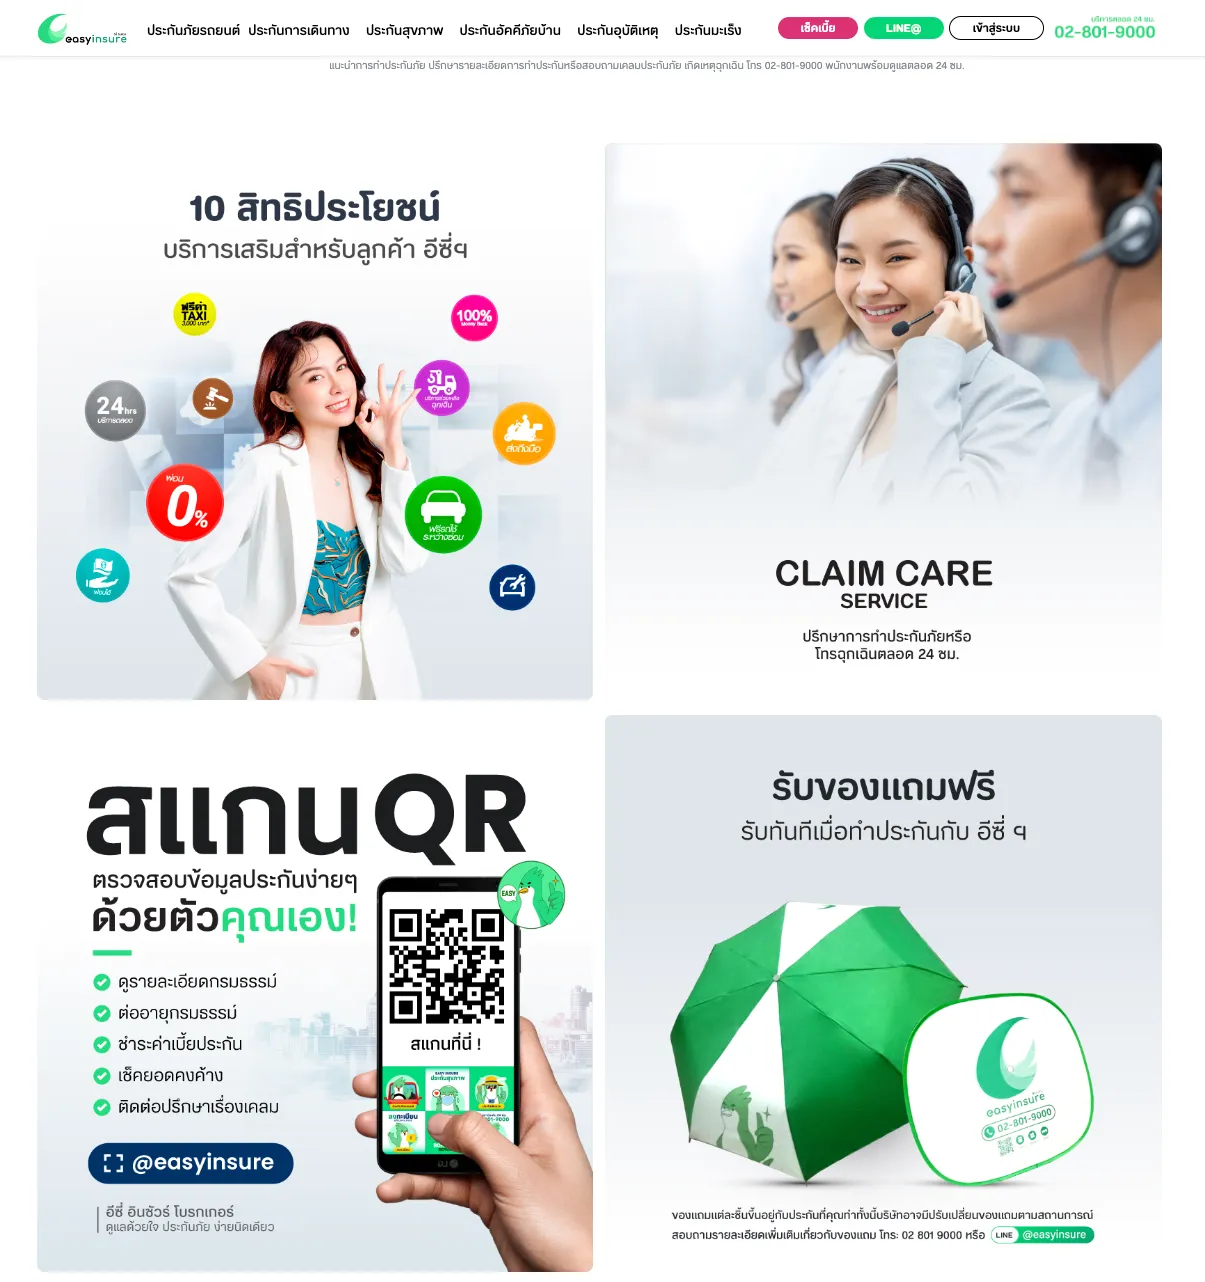 easyinsure
ประกันภัยรถยนต์ ประกันการเดินทาง ประกันสุขภาพ ประกันอัคคีภัยบ้าน ประกันอุบัติเหตุ ประกันมะเร็ง
เช็คเบี้ย
LINE@
เข้าสู่ระบบ
บริการตลอด 24 ชม.
02-801-9000
แนะนำการทำประกันภัย ปรึกษารายละเอียดการทำประกันหรือสอบถามเคลมประกันภัย เกิดเหตุฉุกเฉิน โทร 02-801-9000 พนักงานพร้อมดูแลตลอด 24 ชม.
10 สิทธิประโยชน์
บริการเสริมสำหรับลูกค้า อีซี่ฯ
ฟรีค่า
TAXI
3,000 บาท*
100%
Money Back
24hrs
บริการตลอด
ฉุกเฉิน
ส่งถึงมือ
ผ่อน
0%
ฟรีรถใช้
ระหว่างซ่อม
ผ่อนได้
CLAIM CARE
SERVICE
ปรึกษาการทำประกันภัยหรือ
โทรฉุกเฉินตลอด 24 ชม.
สแกน QR
ตรวจสอบข้อมูลประกันง่ายๆ
ด้วยตัวคุณเอง!
EASY
ดูรายละเอียดกรมธรรม์
ต่ออายุกรมธรรม์
ชำระค่าเบี้ยประกัน
เช็คยอดคงค้าง
ติดต่อปรึกษาเรื่องเคลม
สแกนที่นี่ !
EASY INSURE
ประกันสุขภาพ
ลงทะเบียน
@easyinsure
อีซี่ อินชัวร์ โบรกเกอร์
ดูแลด้วยใจ ประกันภัย ง่ายนิดเดียว
รับของแถมฟรี
รับทันทีเมื่อทำประกันกับ อีซี่ ฯ
easyinsure
02-801-9000
ของแถมแต่ละชิ้นขึ้นอยู่กับประกันที่คุณทำทั้งนี้บริษัทอาจมีปรับเปลี่ยนของแถมตามสถานการณ์
สอบถามรายละเอียดเพิ่มเติมเกี่ยวกับของแถม โทร: 02 801 9000 หรือ LINE @easyinsure